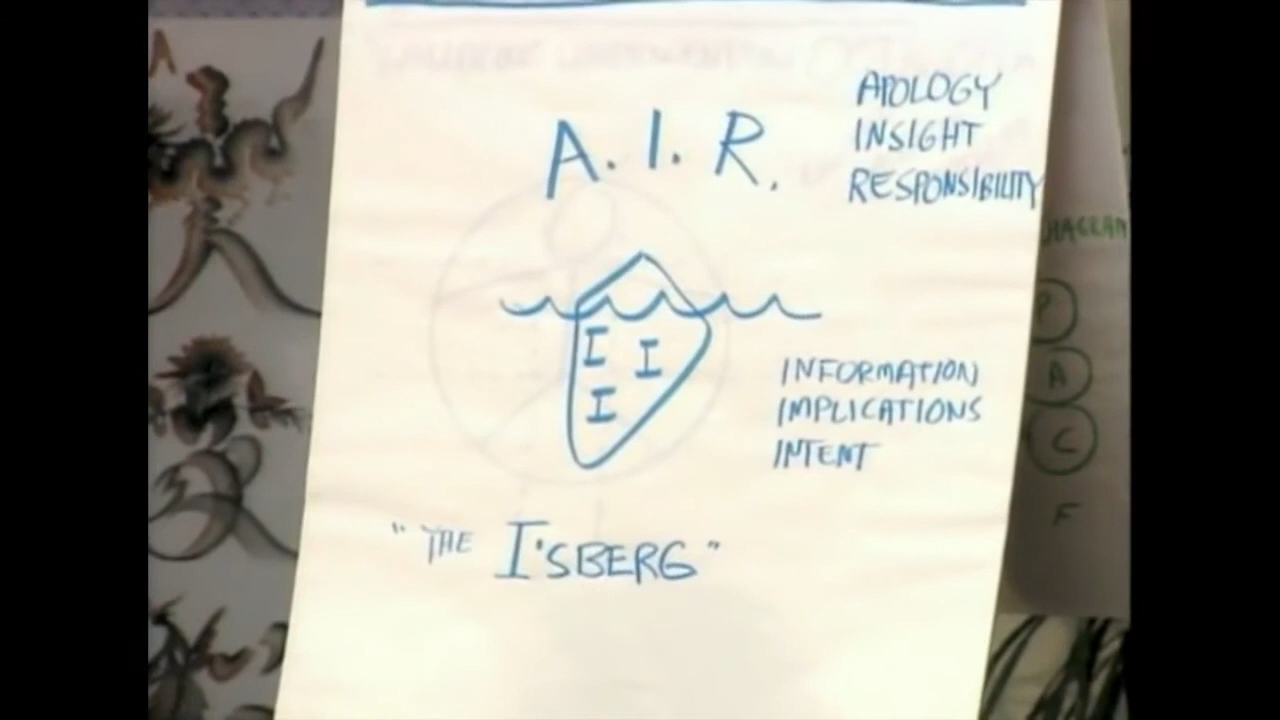 A. I. R.
APOLOGY
INSIGHT
RESPONSIBILITY
I I
I
INFORMATION
IMPLICATIONS
INTENT
"THE I'SBERG"
A
C
F